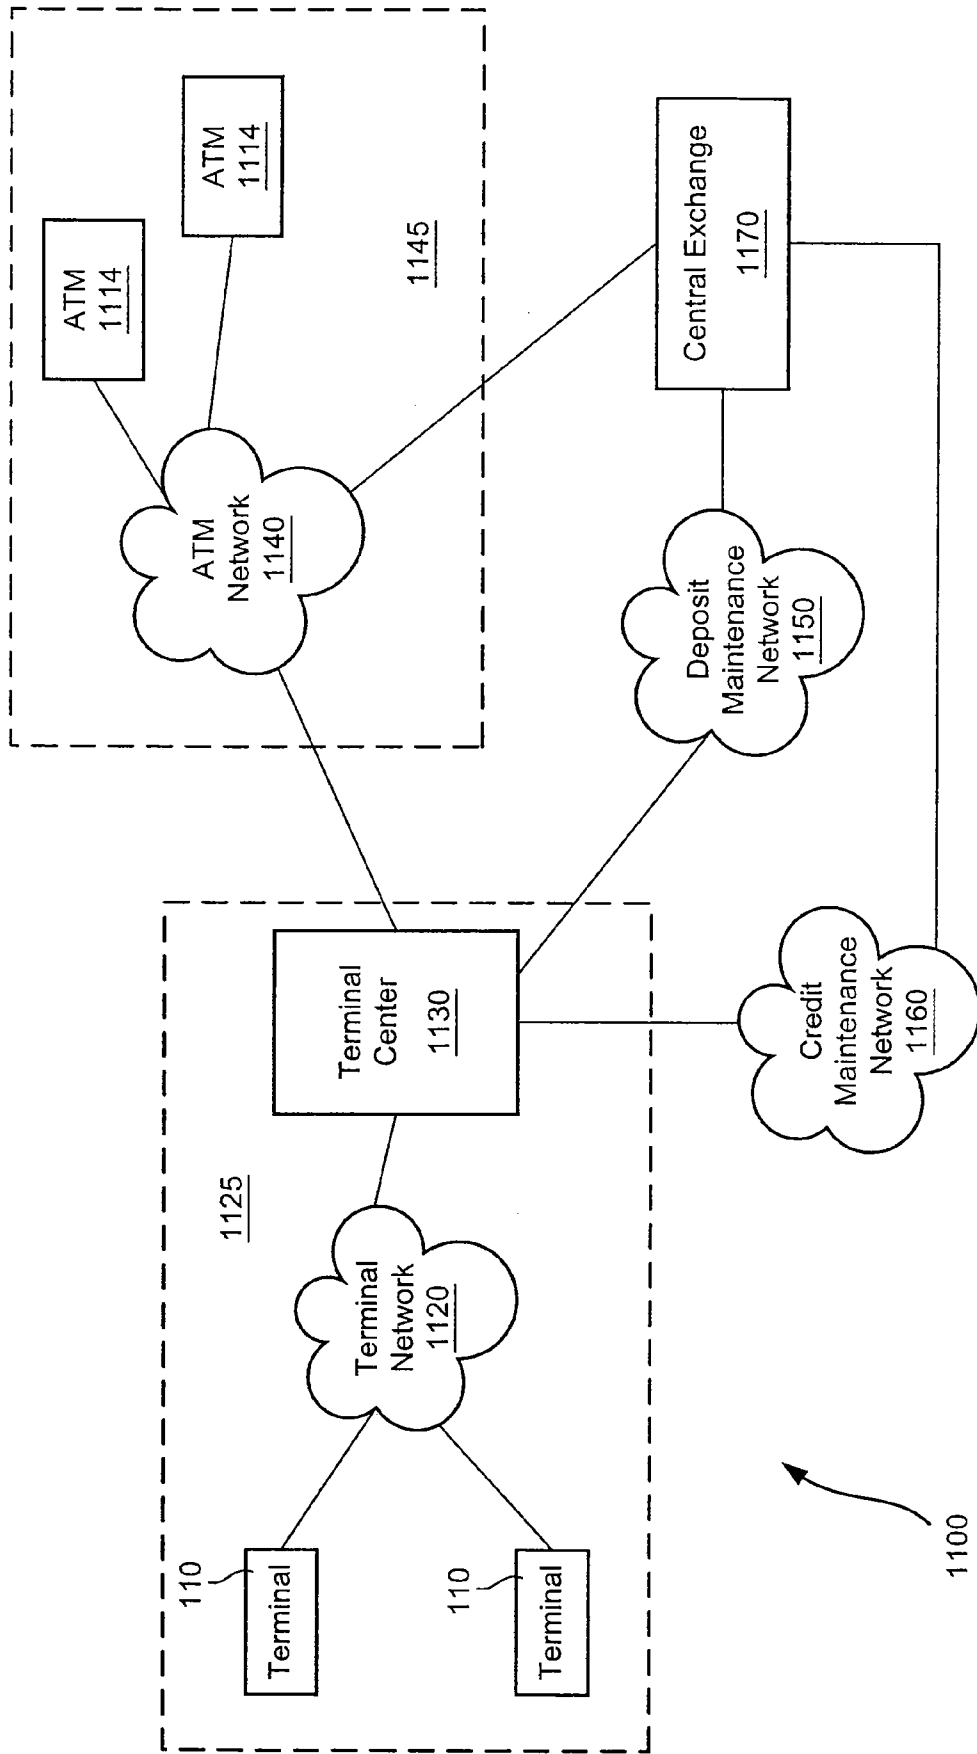 110
Terminal
110
Terminal
1125
Terminal
Network
1120
Terminal
Center
1130
ATM
Network
1140
ATM
1114
ATM
1114
1145
Credit
Maintenance
Network
1160
Deposit
Maintenance
Network
1150
Central Exchange
1170
1100